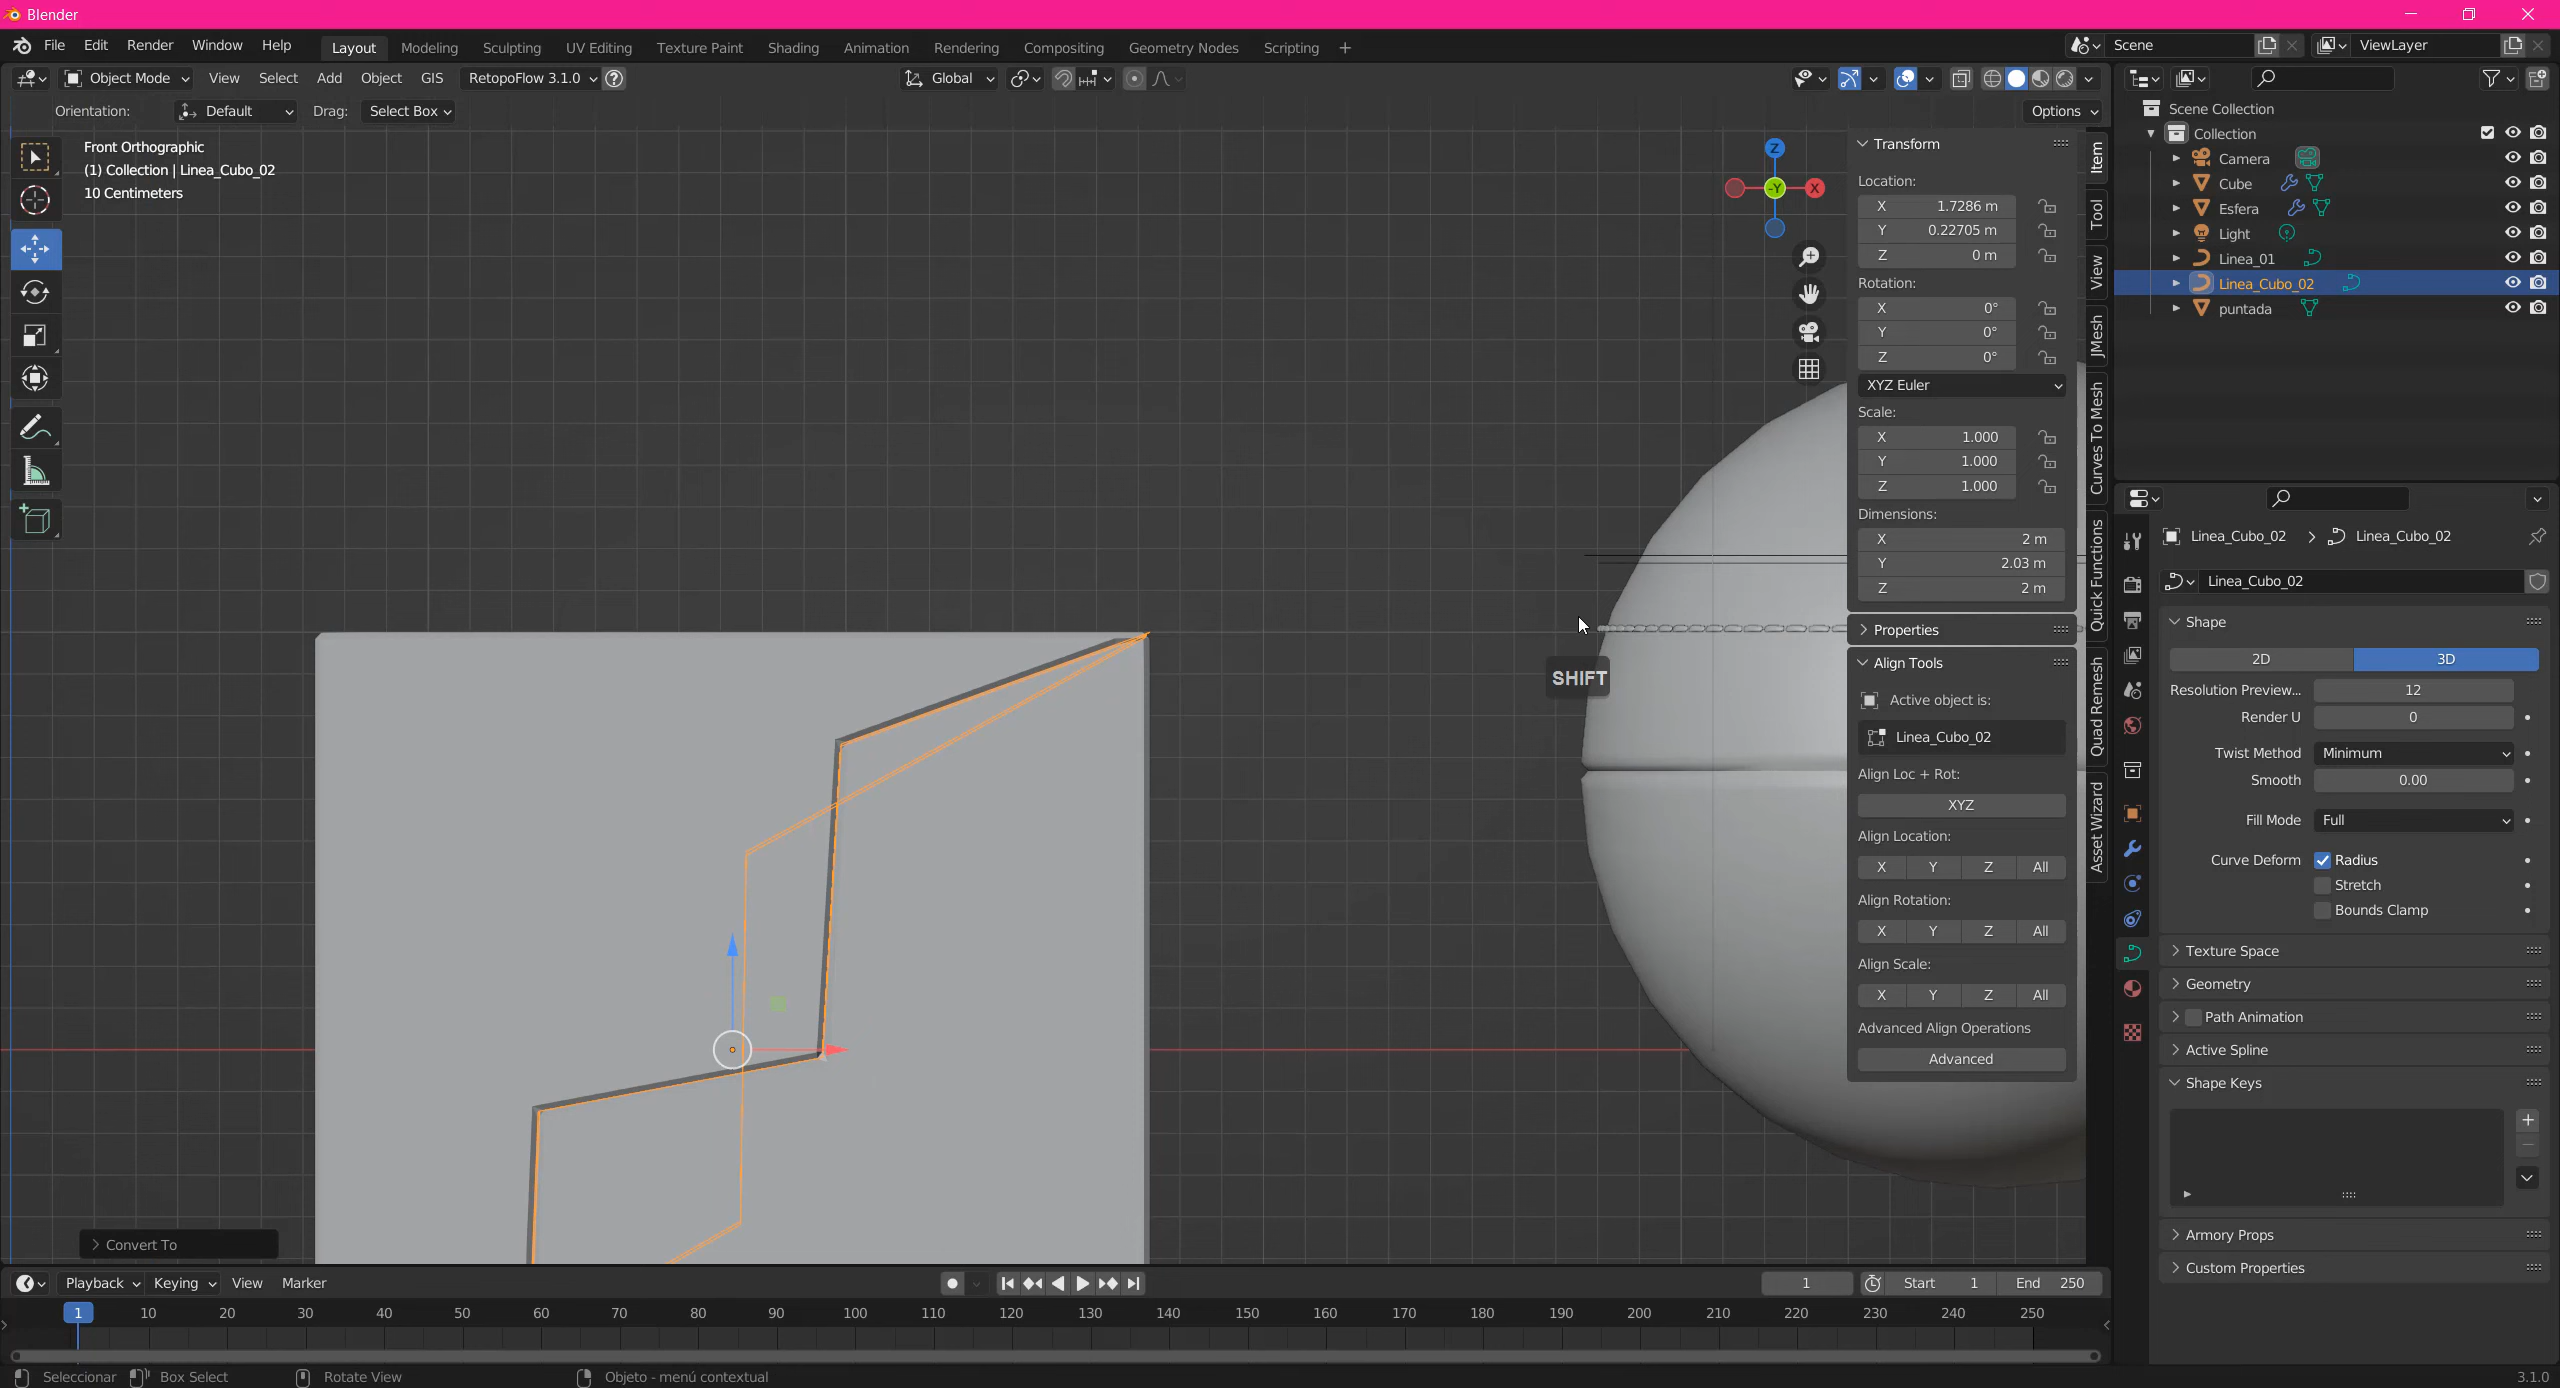 Blender
File Edit Render Window Help Layout Modeling Sculpting UV Editing Texture Paint Shading Animation Rendering Compositing Geometry Nodes Scripting + Scene ViewLayer
Object Mode View Select Add Object GIS RetopoFlow 3.1.0 Global
Orientation: Default Drag: Select Box Options
Front Orthographic
(1) Collection | Linea_Cubo_02
10 Centimeters
Z
-Y
X
SHIFT
Convert To
Transform
Location:
X 1.7286 m
Y 0.22705 m
Z 0 m
Rotation:
X 0°
Y 0°
Z 0°
XYZ Euler
Scale:
X 1.000
Y 1.000
Z 1.000
Dimensions:
X 2 m
Y 2.03 m
Z 2 m
Properties
Align Tools
Active object is:
Linea_Cubo_02
Align Loc + Rot:
XYZ
Align Location:
X Y Z All
Align Rotation:
X Y Z All
Align Scale:
X Y Z All
Advanced Align Operations
Advanced
Item
Tool
View
JMesh
Curves To Mesh
Quick Functions
Quad Remesh
Asset Wizard
Scene Collection
Collection
Camera
Cube
Esfera
Light
Linea_01
Linea_Cubo_02
puntada
Linea_Cubo_02 > Linea_Cubo_02
Linea_Cubo_02
Shape
2D 3D
Resolution Preview... 12
Render U 0
Twist Method Minimum
Smooth 0.00
Fill Mode Full
Curve Deform Radius
Stretch
Bounds Clamp
Texture Space
Geometry
Path Animation
Active Spline
Shape Keys
Armory Props
Custom Properties
Playback Keying View Marker 1 Start 1 End 250
1 10 20 30 40 50 60 70 80 90 100 110 120 130 140 150 160 170 180 190 200 210 220 230 240 250
Seleccionar Box Select Rotate View Objeto - menú contextual 3.1.0